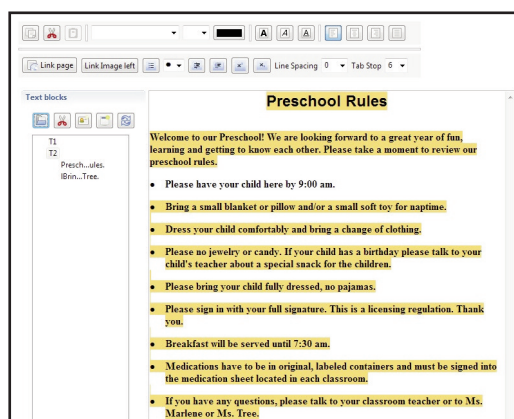 A A A
Link page Link Image left Line Spacing 0 Tab Stop 6
Text blocks
T1
T2
Presch...ules.
IBrin...Tree.
Preschool Rules
Welcome to our Preschool! We are looking forward to a great year of fun,
learning and getting to know each other. Please take a moment to review our
preschool rules.
• Please have your child here by 9:00 am.
• Bring a small blanket or pillow and/or a small soft toy for naptime.
• Dress your child comfortably and bring a change of clothing.
• Please no jewelry or candy. If your child has a birthday please talk to your
child's teacher about a special snack for the children.
• Please bring your child fully dressed, no pajamas.
• Please sign in with your full signature. This is a licensing regulation. Thank
you.
• Breakfast will be served until 7:30 am.
• Medications have to be in original, labeled containers and must be signed into
the medication sheet located in each classroom.
• If you have any questions, please talk to your classroom teacher or to Ms.
Marlene or Ms. Tree.